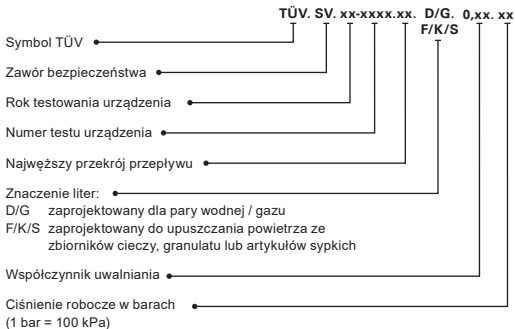 TÜV. SV. xx-xxxx.xx. D/G. 0,xx. xx
F/K/S
Symbol TÜV
Zawór bezpieczeństwa
Rok testowania urządzenia
Numer testu urządzenia
Najwęższy przekrój przepływu
Znaczenie liter:
D/G zaprojektowany dla pary wodnej / gazu
F/K/S zaprojektowany do upuszczania powietrza ze
zbiorników cieczy, granulatu lub artykułów sypkich
Współczynnik uwalniania
Ciśnienie robocze w barach
(1 bar = 100 kPa)